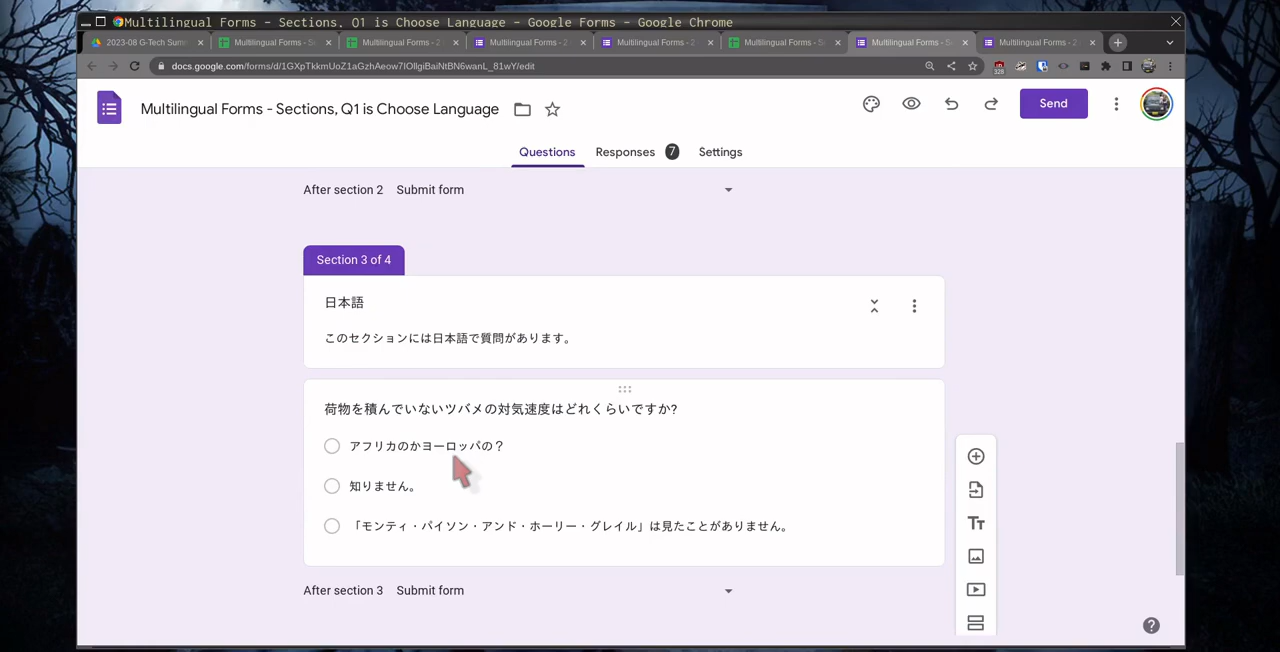 Multilingual Forms - Sections, Q1 is Choose Language - Google Forms - Google Chrome
2023-08 G-Tech Sum
Multilingual Forms - S
Multilingual Forms - 2
Multilingual Forms - 2
Multilingual Forms - 2
Multilingual Forms - S
Multilingual Forms - S
Multilingual Forms - 2
docs.google.com/forms/d/1GXpTkkmUoZ1aGzhAeow7IOllgiBaiNtBN6wanL_81wY/edit
328
Multilingual Forms - Sections, Q1 is Choose Language
Send
Questions
Responses 7
Settings
After section 2 Submit form
Section 3 of 4
日本語
このセクションには日本語で質問があります。
荷物を積んでいないツバメの対気速度はどれくらいですか?
アフリカのかヨーロッパの？
知りません。
「モンティ・パイソン・アンド・ホーリー・グレイル」は見たことがありません。
After section 3 Submit form